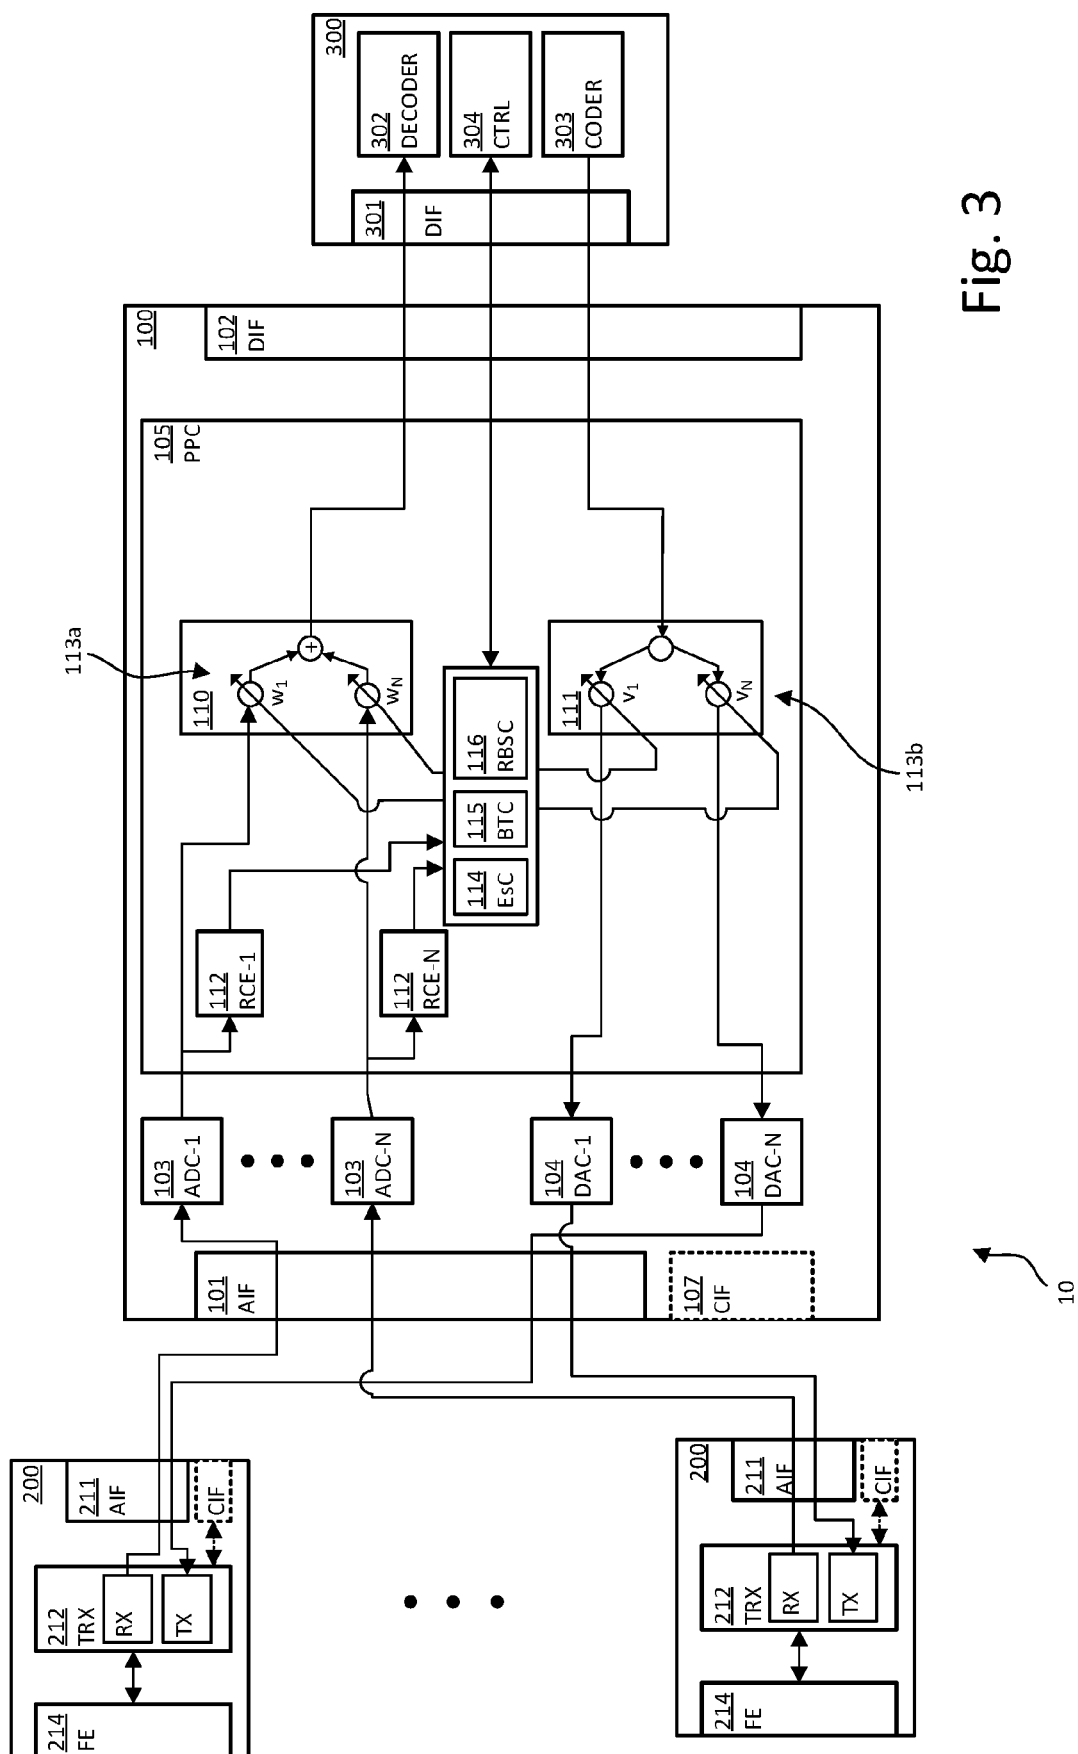 200
211
AIF
CIF
212
TRX
RX
TX
214
FE
200
211
AIF
CIF
212
TRX
RX
TX
214
FE
100
101
AIF
107
CIF
103
ADC-1
103
ADC-N
104
DAC-1
104
DAC-N
105
PPC
112
RCE-1
112
RCE-N
110
w1
wN
113a
114
EsC
115
BTC
116
RBSC
111
v1
vN
113b
102
DIF
300
301
DIF
302
DECODER
304
CTRL
303
CODER
10
Fig. 3